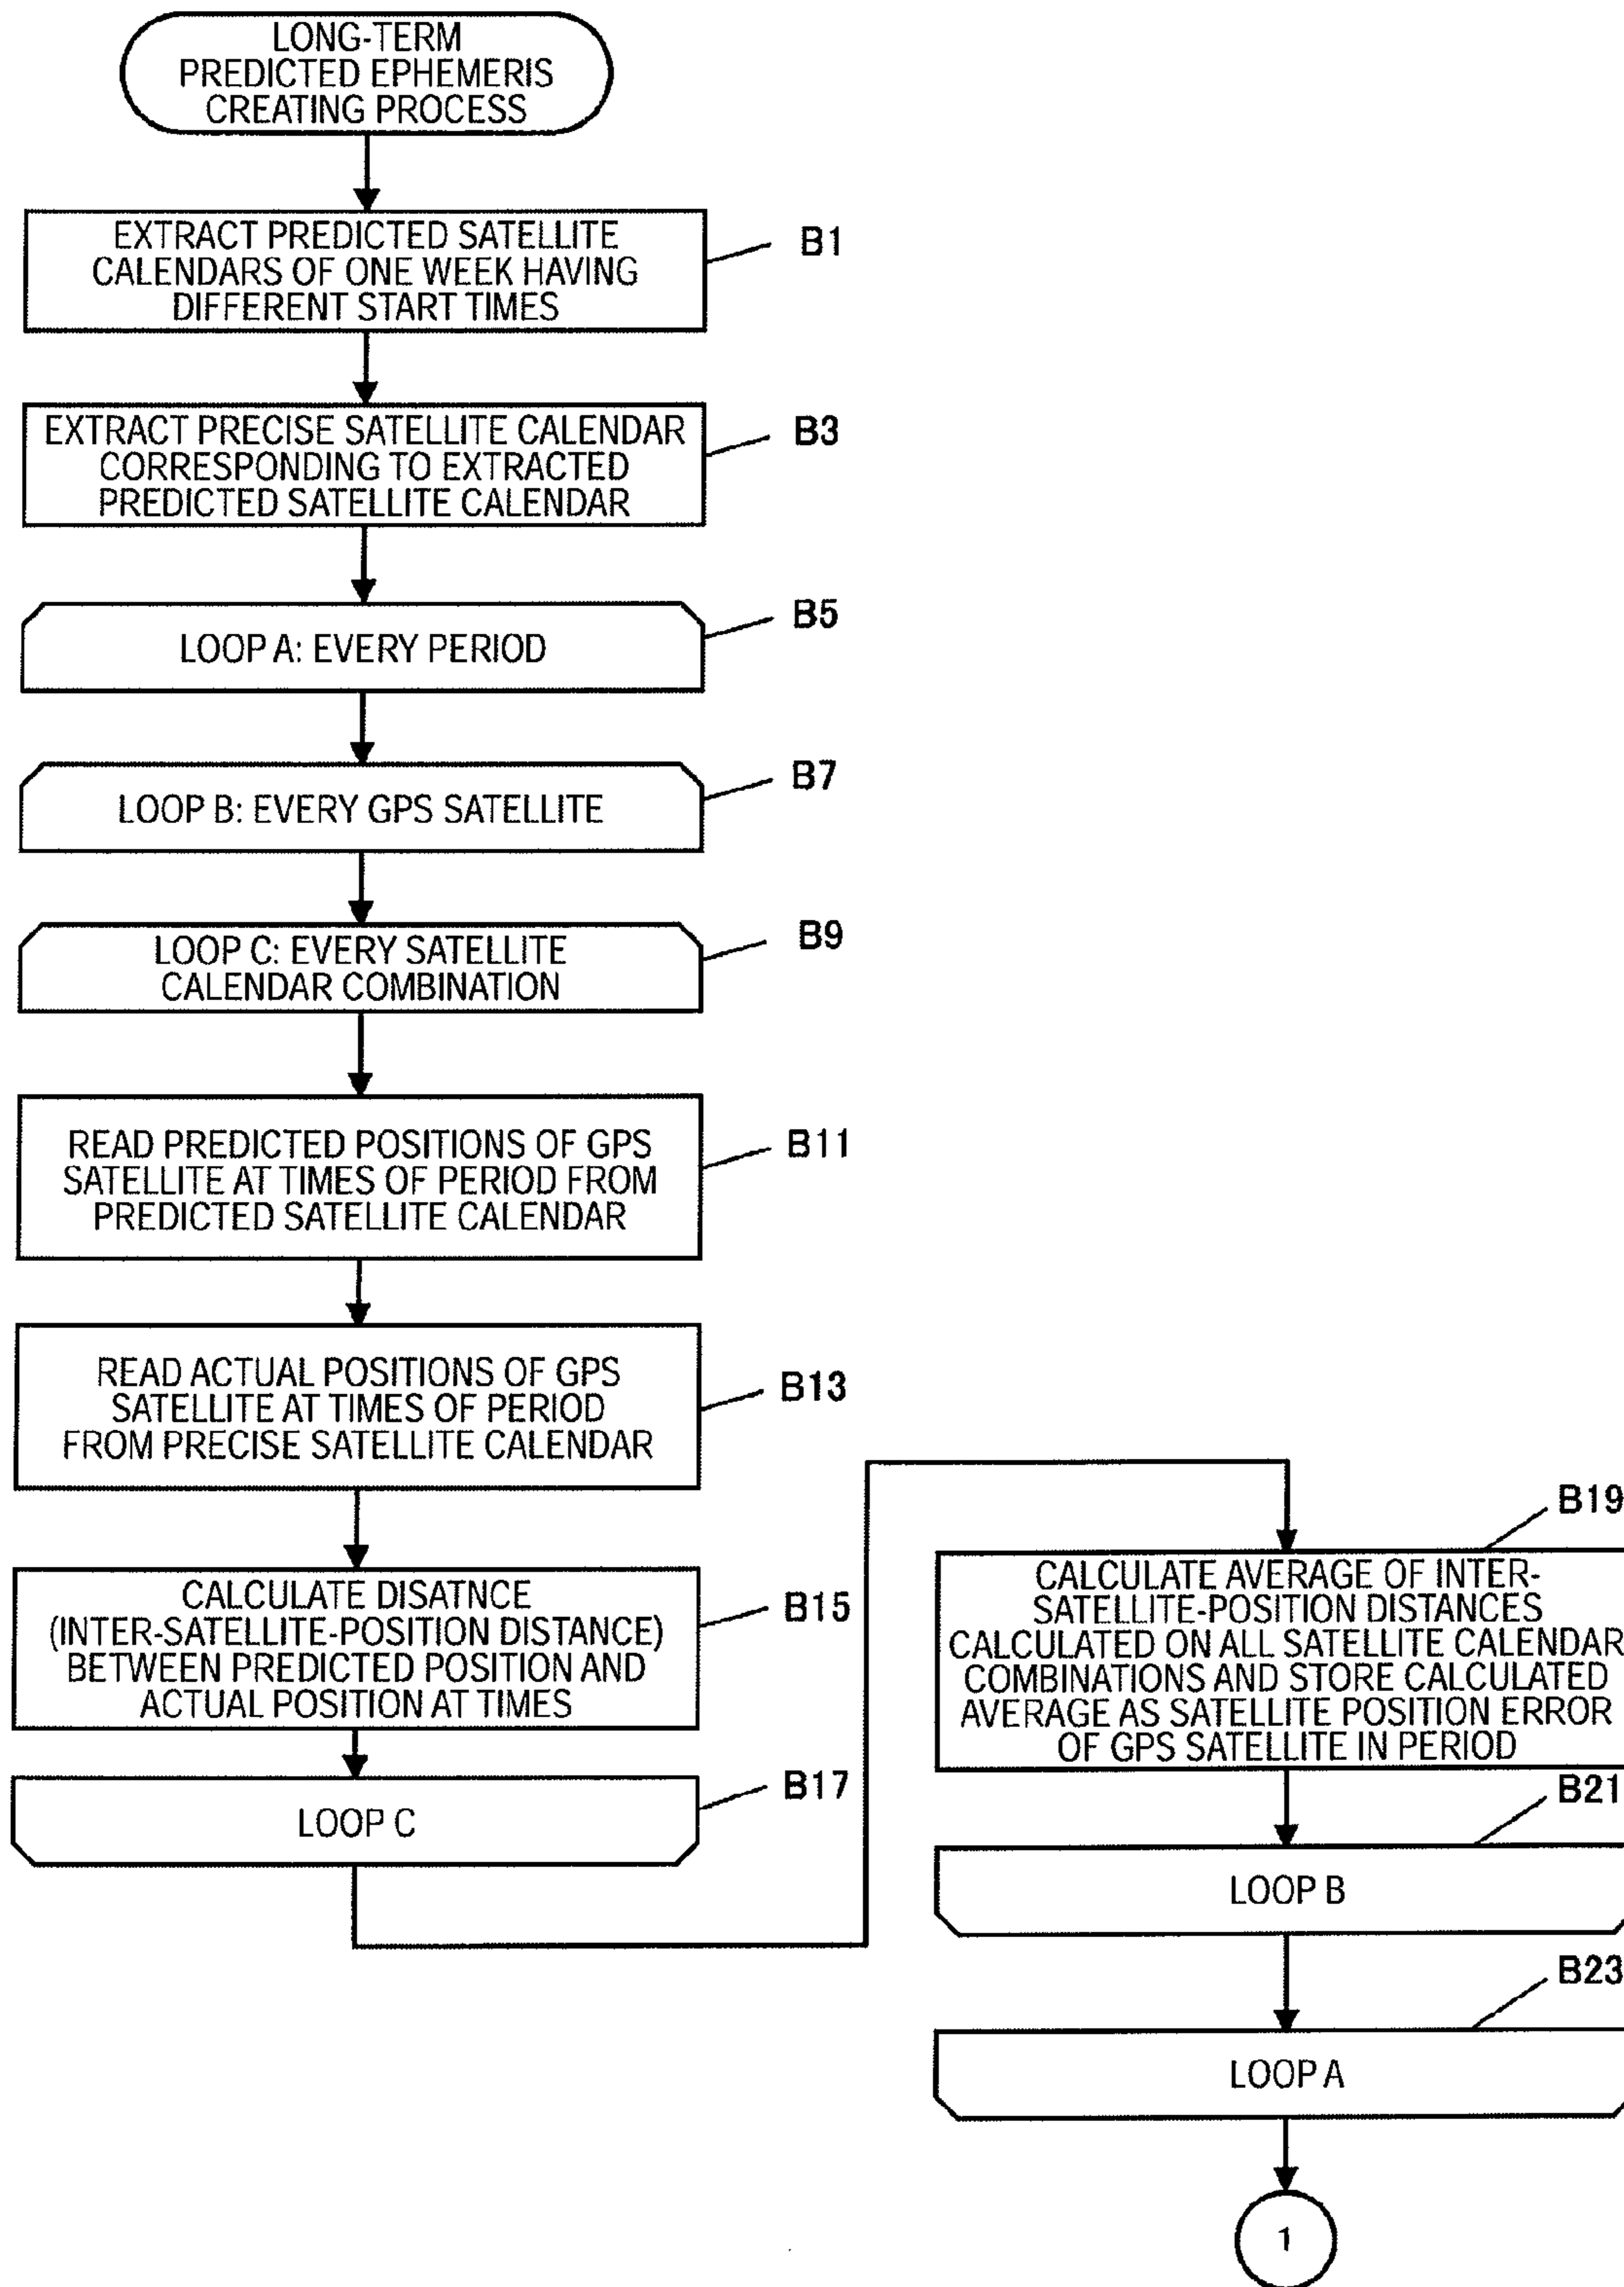 LONG-TERM
PREDICTED EPHEMERIS
CREATING PROCESS
EXTRACT PREDICTED SATELLITE
CALENDARS OF ONE WEEK HAVING
DIFFERENT START TIMES
B1
EXTRACT PRECISE SATELLITE CALENDAR
CORRESPONDING TO EXTRACTED
PREDICTED SATELLITE CALENDAR
B3
LOOP A: EVERY PERIOD
B5
LOOP B: EVERY GPS SATELLITE
B7
LOOP C: EVERY SATELLITE
CALENDAR COMBINATION
B9
READ PREDICTED POSITIONS OF GPS
SATELLITE AT TIMES OF PERIOD FROM
PREDICTED SATELLITE CALENDAR
B11
READ ACTUAL POSITIONS OF GPS
SATELLITE AT TIMES OF PERIOD
FROM PRECISE SATELLITE CALENDAR
B13
CALCULATE DISATNCE
(INTER-SATELLITE-POSITION DISTANCE)
BETWEEN PREDICTED POSITION AND
ACTUAL POSITION AT TIMES
B15
LOOP C
B17
B19
CALCULATE AVERAGE OF INTER-
SATELLITE-POSITION DISTANCES
CALCULATED ON ALL SATELLITE CALENDAR
COMBINATIONS AND STORE CALCULATED
AVERAGE AS SATELLITE POSITION ERROR
OF GPS SATELLITE IN PERIOD
B21
LOOP B
B23
LOOP A
1